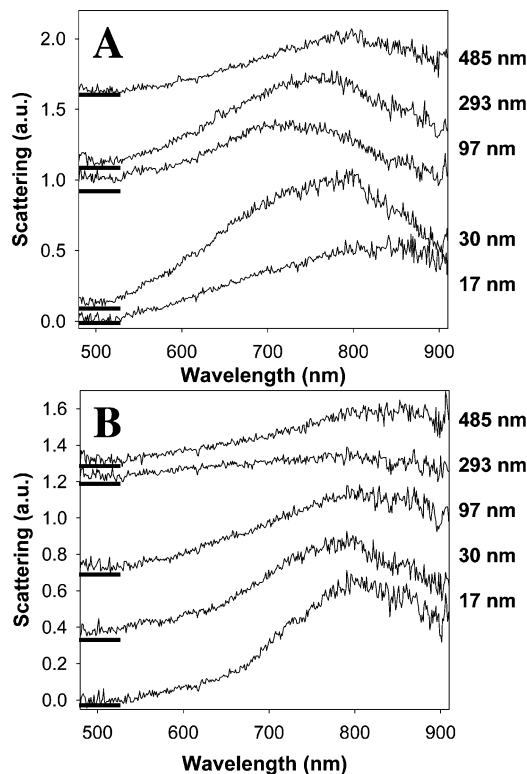 A
2.0
1.5
1.0
0.5
0.0
Scattering (a.u.)
485 nm
293 nm
97 nm
30 nm
17 nm
500 600 700 800 900
Wavelength (nm)
B
1.6
1.4
1.2
1.0
0.8
0.6
0.4
0.2
0.0
Scattering (a.u.)
485 nm
293 nm
97 nm
30 nm
17 nm
500 600 700 800 900
Wavelength (nm)